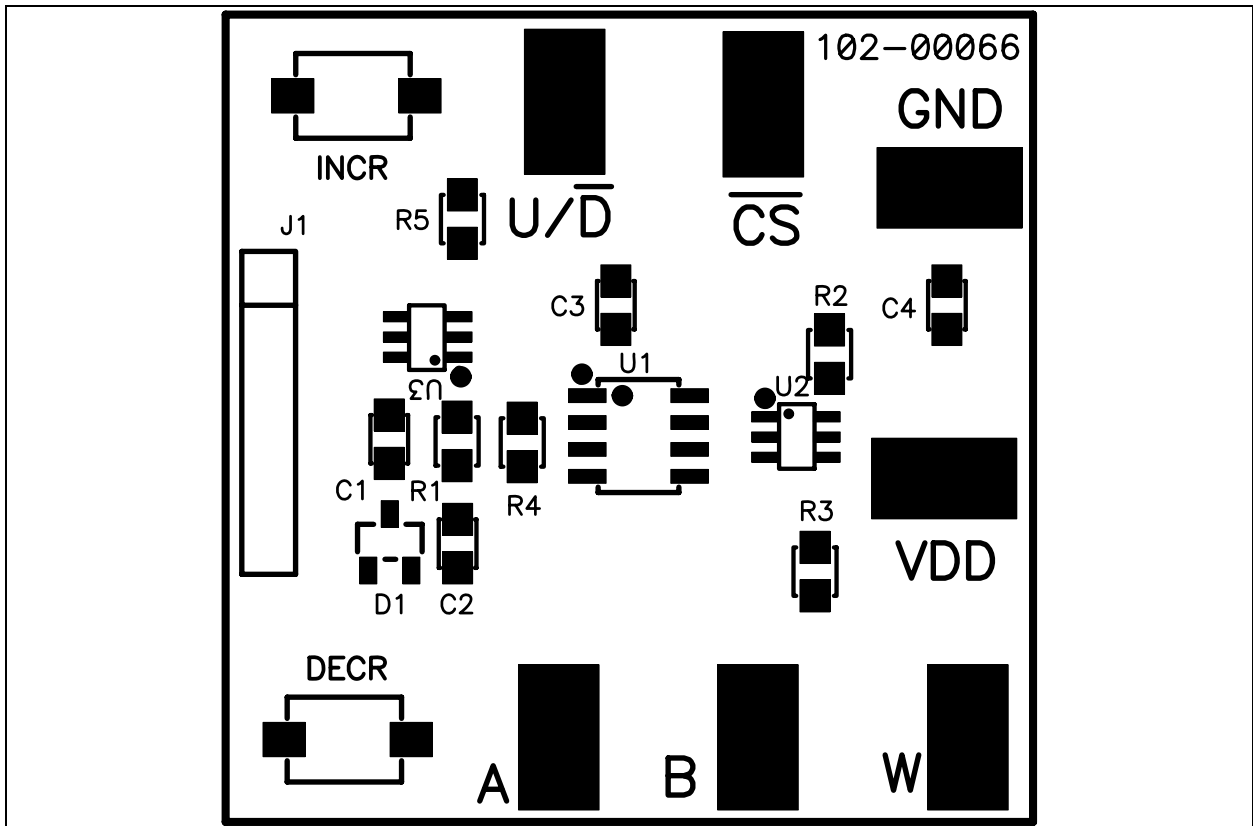 102-00066
GND
INCR
U/D̅
C̅S̅
R5
J1
C3
R2
C4
U1
U2
U3
C1
R1
R4
R3
VDD
D1
C2
DECR
A
B
W